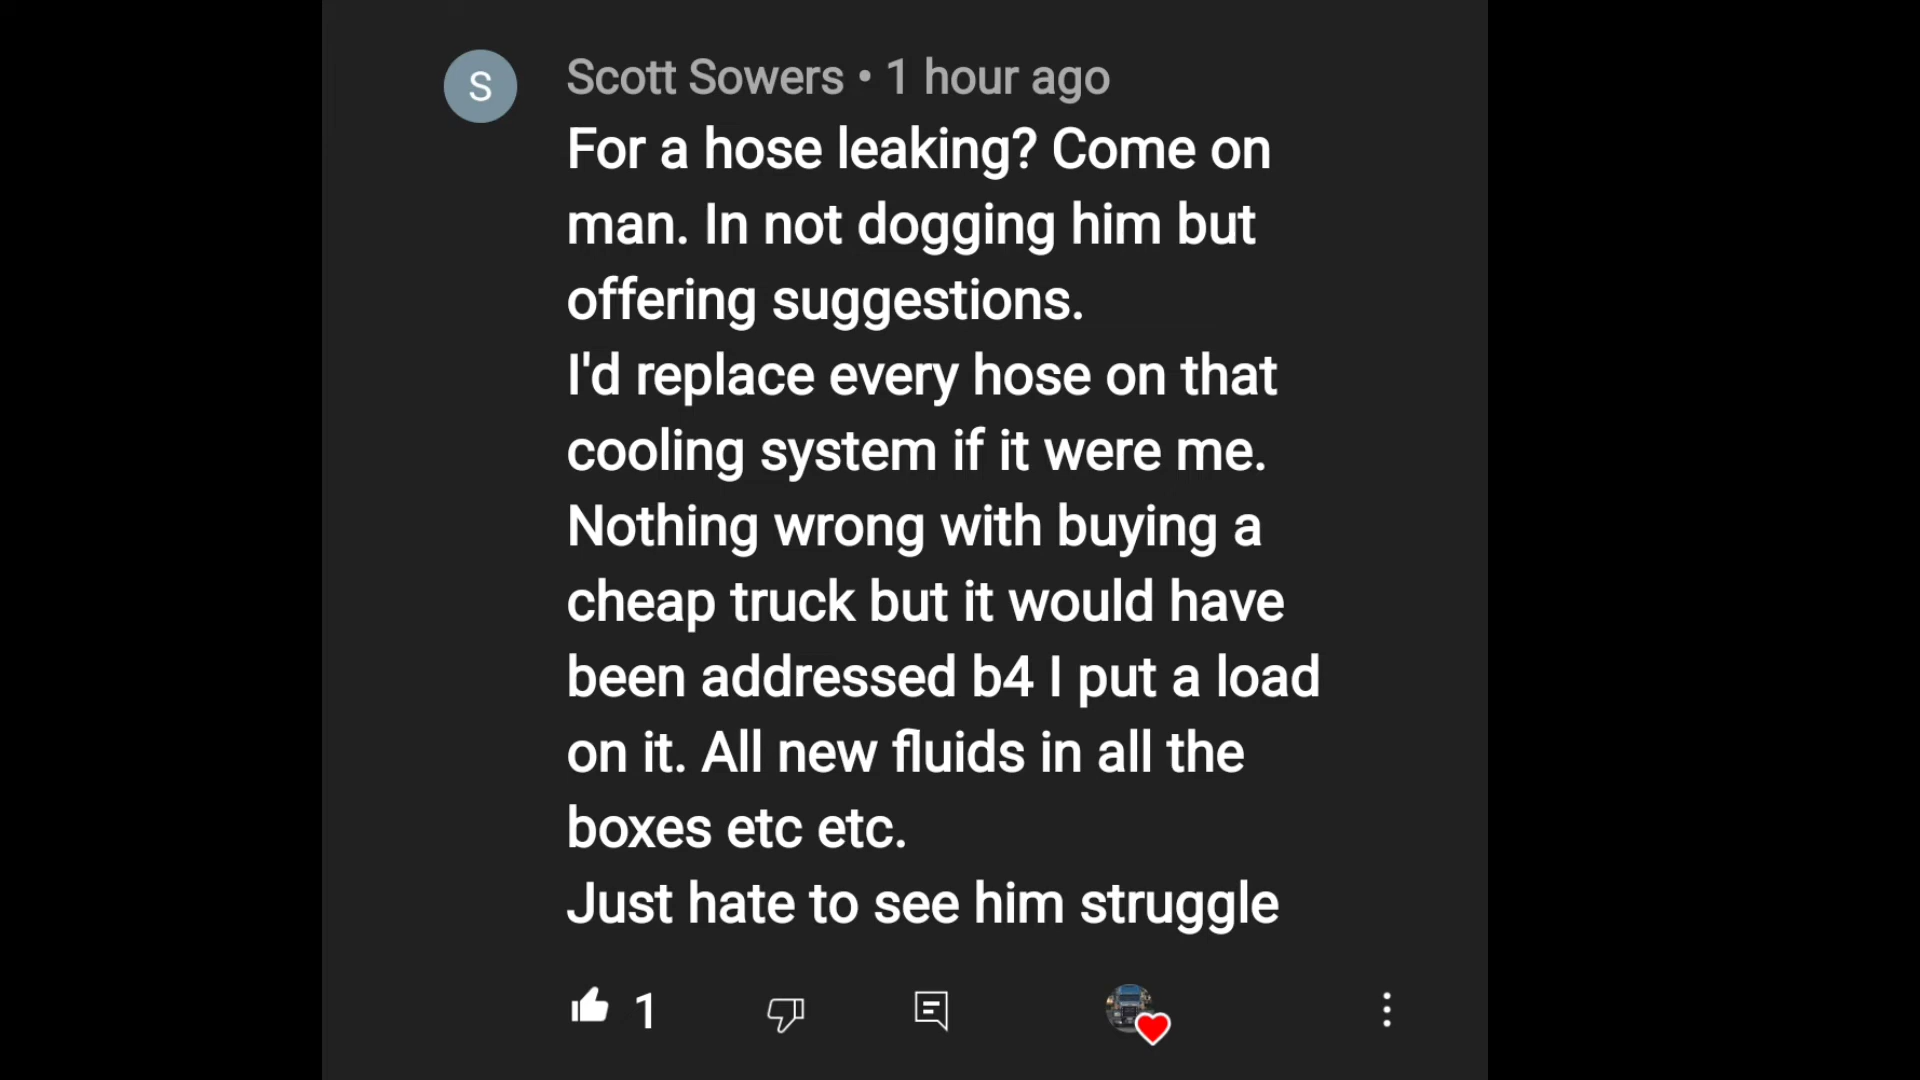 S
Scott Sowers • 1 hour ago
For a hose leaking? Come on
man. In not dogging him but
offering suggestions.
I'd replace every hose on that
cooling system if it were me.
Nothing wrong with buying a
cheap truck but it would have
been addressed b4 I put a load
on it. All new fluids in all the
boxes etc etc.
Just hate to see him struggle
1